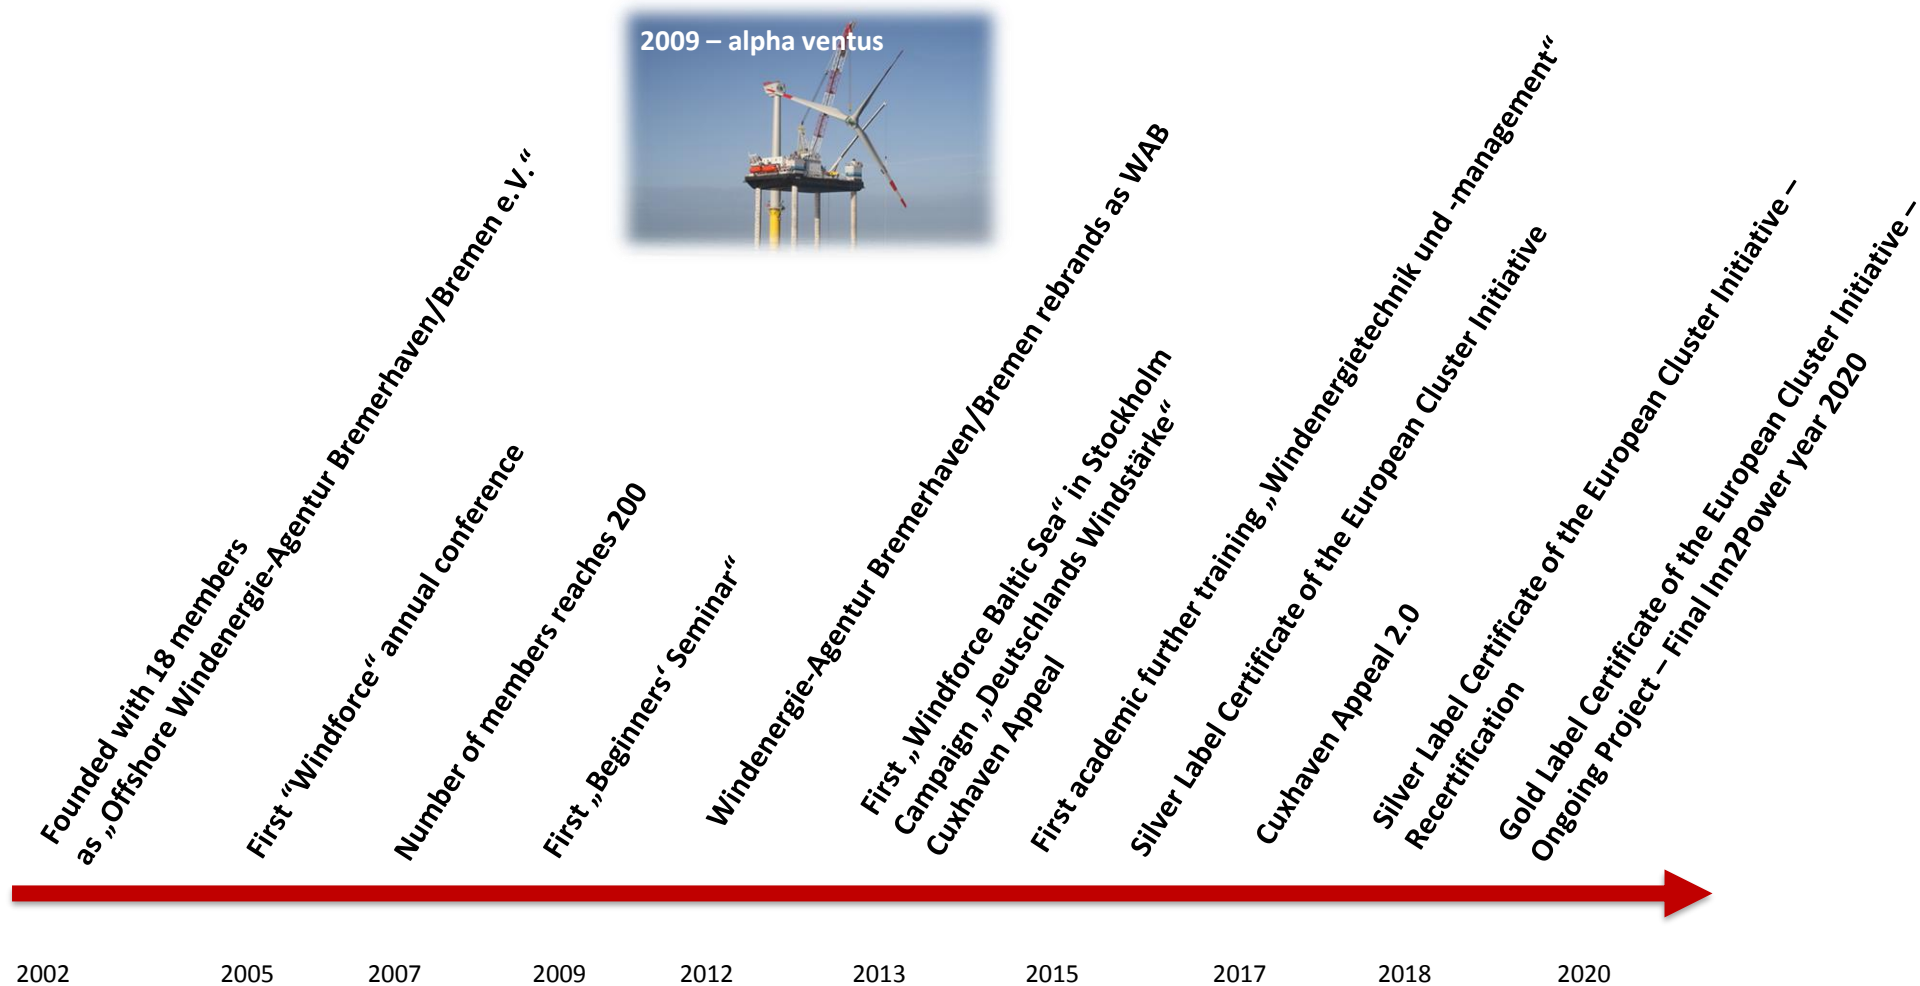 2009 – alpha ventus
Founded with 18 members
as „Offshore Windenergie-Agentur Bremerhaven/Bremen e.V.“
First “Windforce“ annual conference
Number of members reaches 200
First „Beginners‘ Seminar“
Windenergie-Agentur Bremerhaven/Bremen rebrands as WAB
First „Windforce Baltic Sea“ in Stockholm
Campaign „Deutschlands Windstärke“
Cuxhaven Appeal
First academic further training „Windenergietechnik und -management“
Silver Label Certificate of the European Cluster Initiative
Cuxhaven Appeal 2.0
Silver Label Certificate of the European Cluster Initiative –
Recertification
Gold Label Certificate of the European Cluster Initiative –
Ongoing Project – Final Inn2Power year 2020
2002 2005 2007 2009 2012 2013 2015 2017 2018 2020